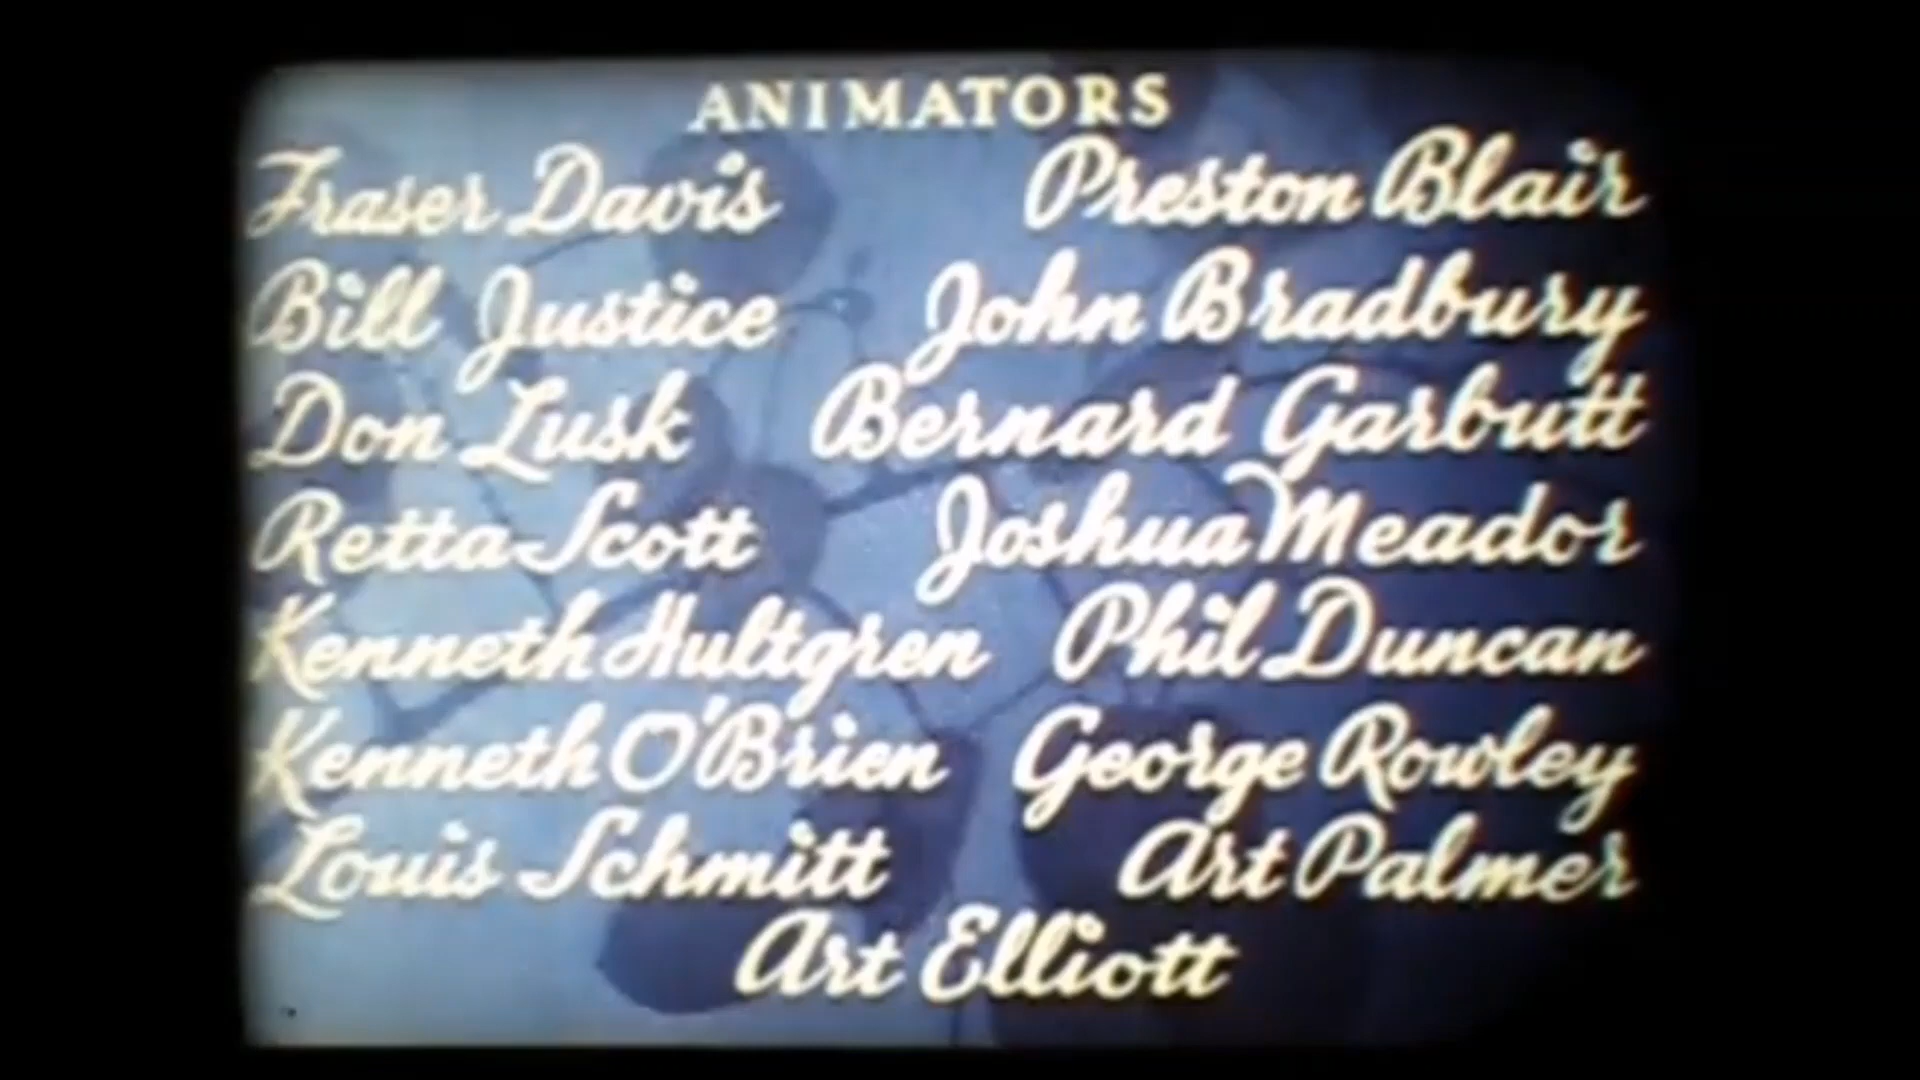 ANIMATORS
Fraser Davis Preston Blair
Bill Justice John Bradbury
Don Lusk Bernard Garbutt
Retta Scott Joshua Meador
Kenneth Hultgren Phil Duncan
Kenneth O'Brien George Rowley
Louis Schmitt Art Palmer
Art Elliott